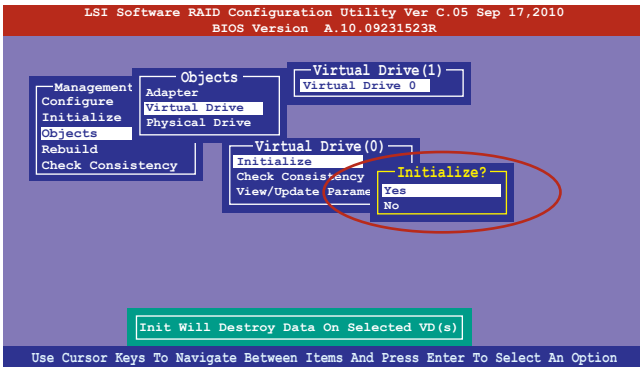 LSI Software RAID Configuration Utility Ver C.05 Sep 17,2010
BIOS Version A.10.09231523R
Management
Configure
Initialize
Objects
Rebuild
Check Consistency
Objects
Adapter
Virtual Drive
Physical Drive
Virtual Drive(1)
Virtual Drive 0
Virtual Drive(0)
Initialize
Check Consistency
View/Update Parame
Initialize?
Yes
No
Init Will Destroy Data On Selected VD(s)
Use Cursor Keys To Navigate Between Items And Press Enter To Select An Option